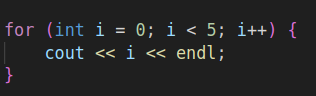 for (int i = 0; i < 5; i++) {
    cout << i << endl;
}